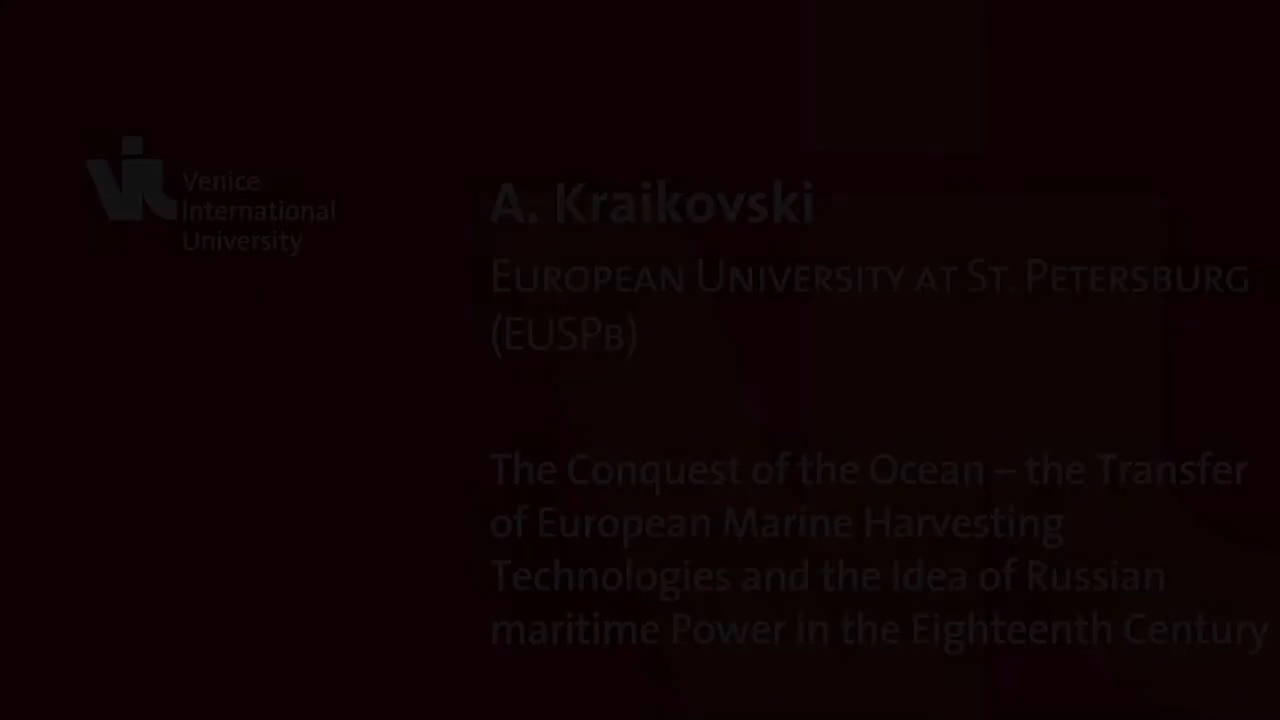 Venice
International
University
A. Kraikovski
European University at St. Petersburg
(EUSPb)
The Conquest of the Ocean – the Transfer
of European Marine Harvesting
Technologies and the Idea of Russian
maritime Power in the Eighteenth Century